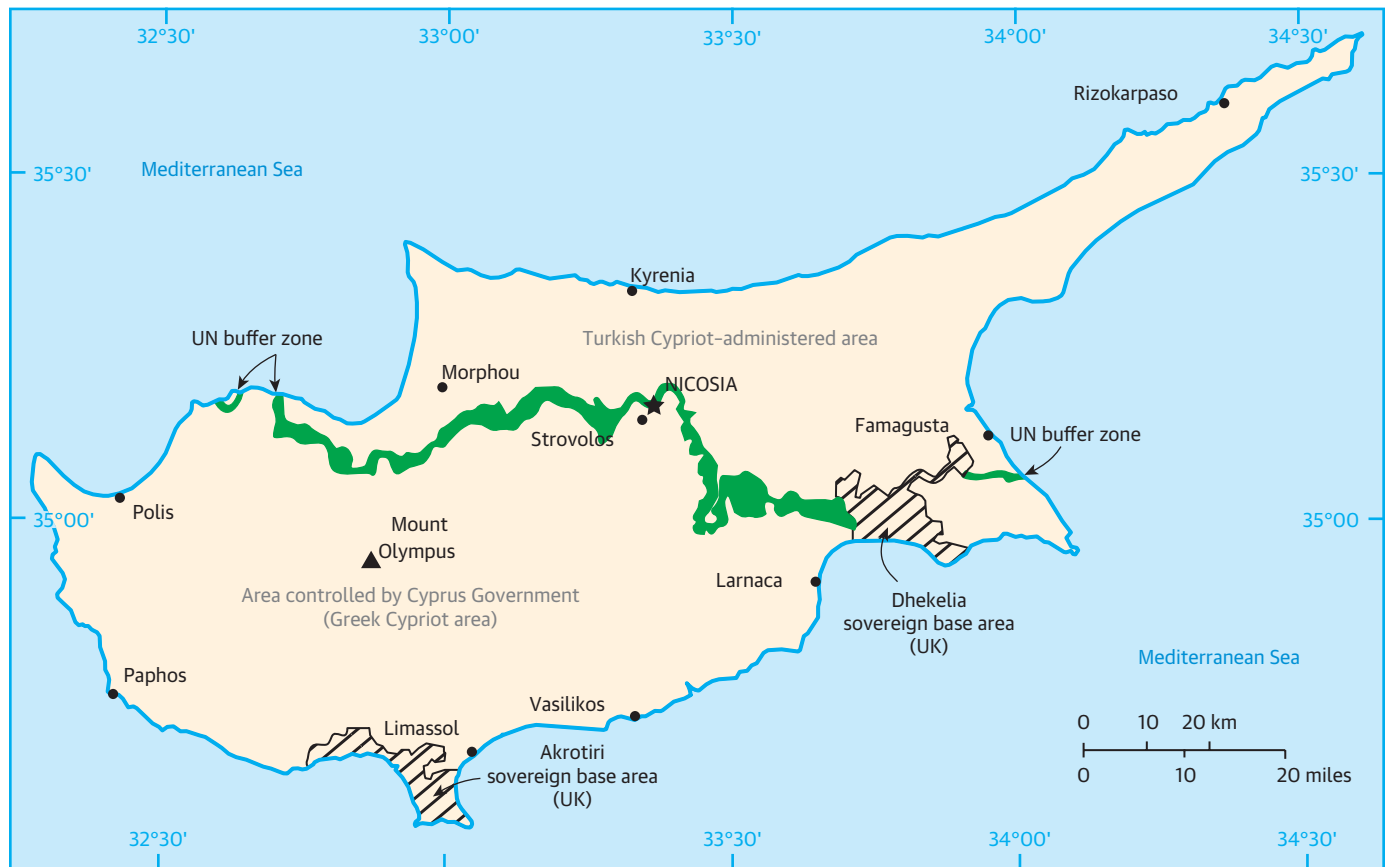 32°30'
33°00'
33°30'
34°00'
34°30'
Rizokarpaso
Mediterranean Sea
35°30'
35°30'
Kyrenia
UN buffer zone
Turkish Cypriot-administered area
Morphou
NICOSIA
Strovolos
Famagusta
UN buffer zone
Polis
35°00'
35°00
Mount
Olympus
Larnaca
Area controlled by Cyprus Government
(Greek Cypriot area)
Dhekelia
sovereign base area
(UK)
Mediterranean Sea
Paphos
Vasilikos
Limassol
Akrotiri
sovereign base area
(UK)
0 10 20 km
0 10 20 miles
32°30'
33°00'
33°30'
34°00'
34°30'